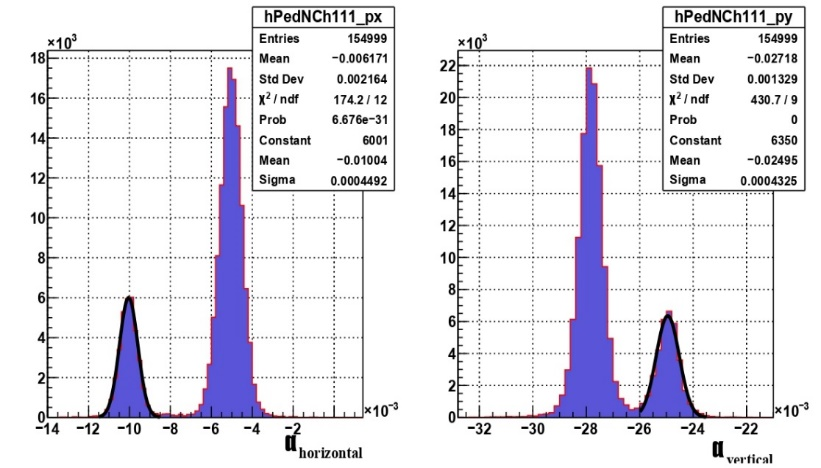 hPedNCh111_px
Entries 154999
Mean −0.006171
Std Dev 0.002164
χ² / ndf 174.2 / 12
Prob 6.676e−31
Constant 6001
Mean −0.01004
Sigma 0.0004492
×10³
18
16
14
12
10
8
6
4
2
0
−14 −12 −10 −8 −6 −4 −2
×10⁻³
α horizontal
hPedNCh111_py
Entries 154999
Mean −0.02718
Std Dev 0.001329
χ² / ndf 430.7 / 9
Prob 0
Constant 6350
Mean −0.02495
Sigma 0.0004325
×10³
22
20
18
16
14
12
10
8
6
4
2
0
−32 −30 −28 −26 −24 −22
×10⁻³
α vertical